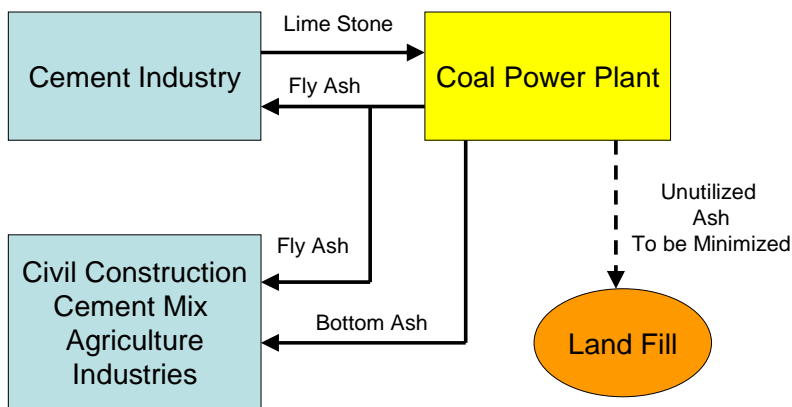 Lime Stone
Cement Industry
Coal Power Plant
Fly Ash
Unutilized
Ash
To be Minimized
Fly Ash
Civil Construction
Cement Mix
Agriculture
Industries
Bottom Ash
Land Fill